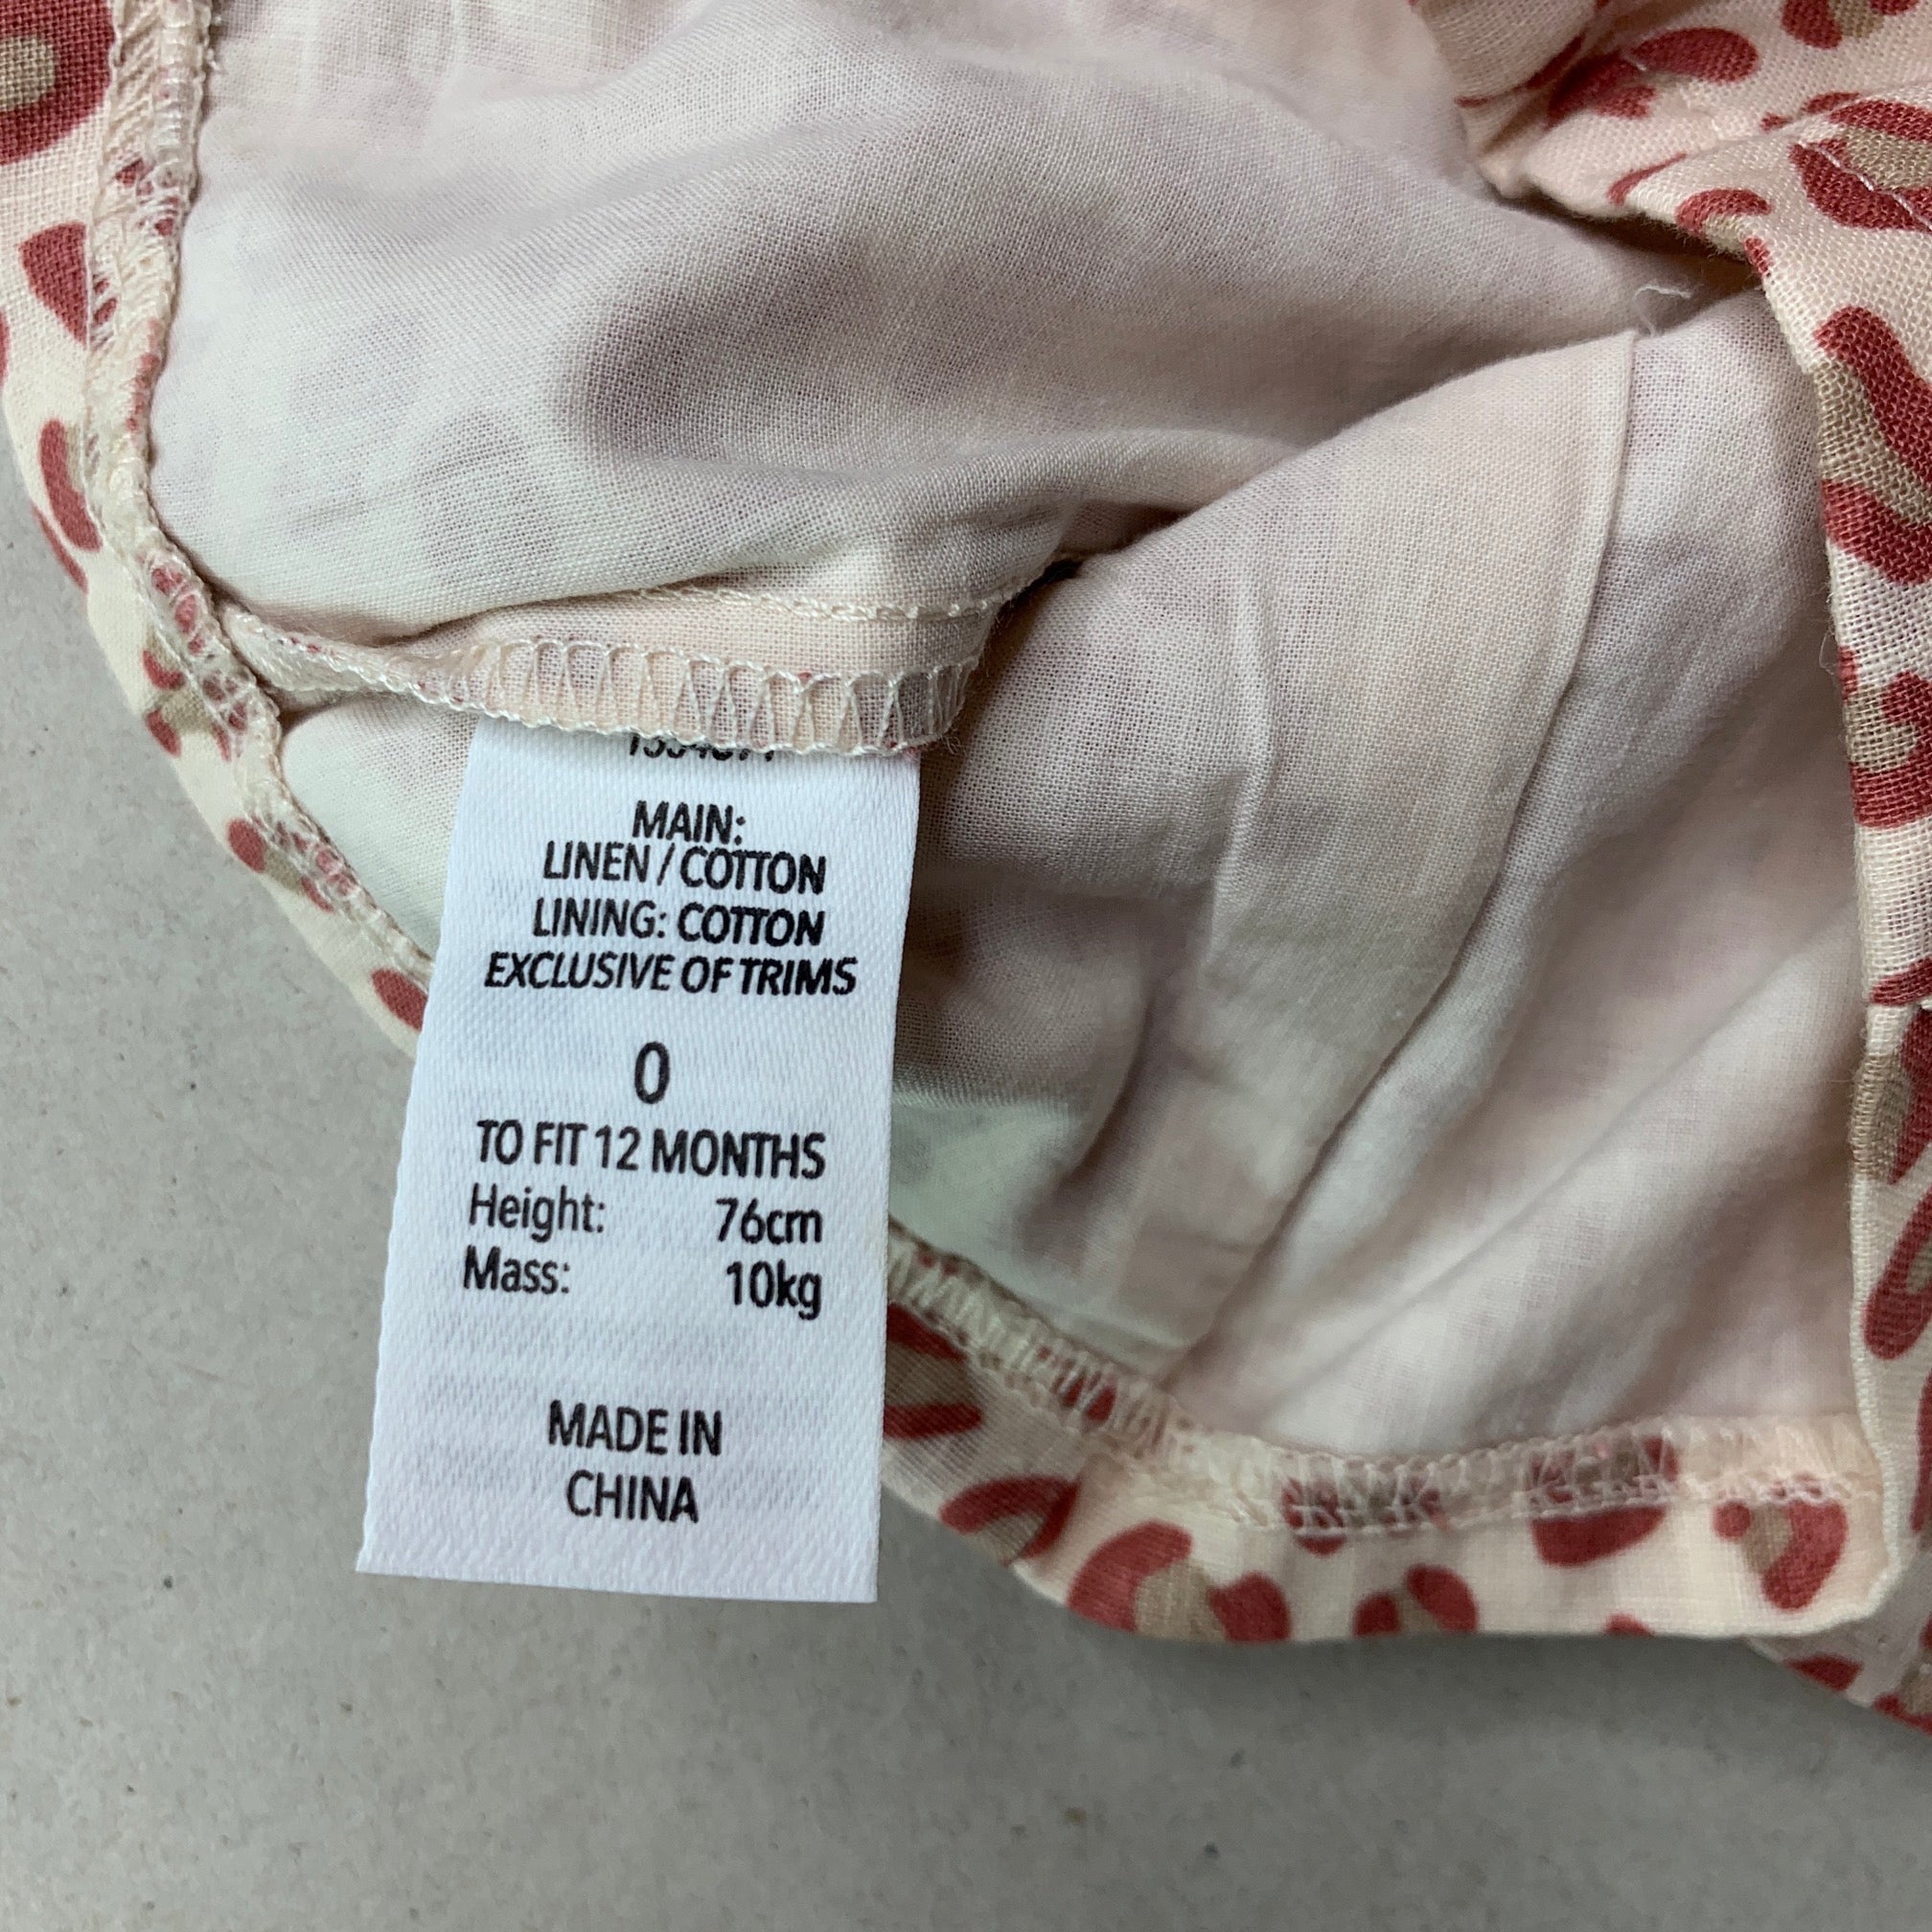 MAIN:
LINEN / COTTON
LINING: COTTON
EXCLUSIVE OF TRIMS
0
TO FIT 12 MONTHS
Height: 76cm
Mass: 10kg
MADE IN
CHINA